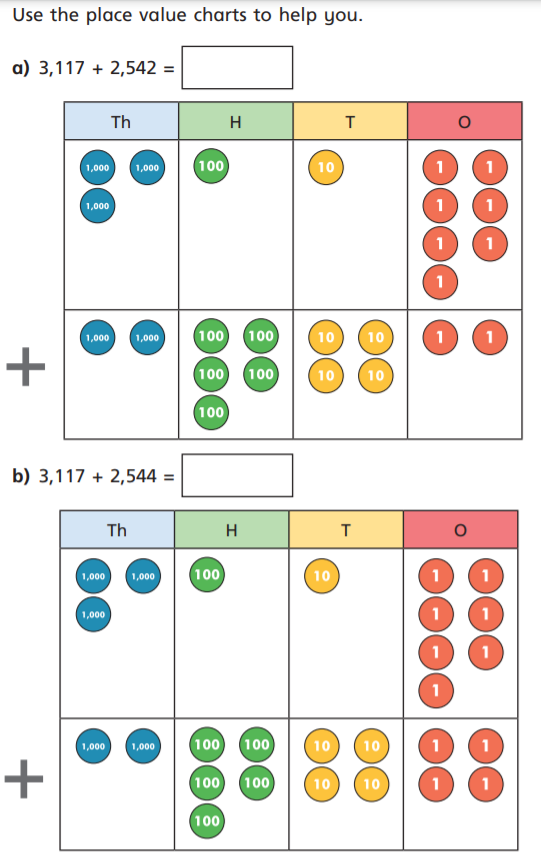 Use the place value charts to help you.
a) 3,117 + 2,542 =
Th H T O
1,000 1,000 100 10 1 1
1,000 1 1
1 1
1
1,000 1,000 100 100 10 10 1 1
+ 100 100 10 10
100
b) 3,117 + 2,544 =
Th H T O
1,000 1,000 100 10 1 1
1,000 1 1
1 1
1
1,000 1,000 100 100 10 10 1 1
+ 100 100 10 10 1 1
100